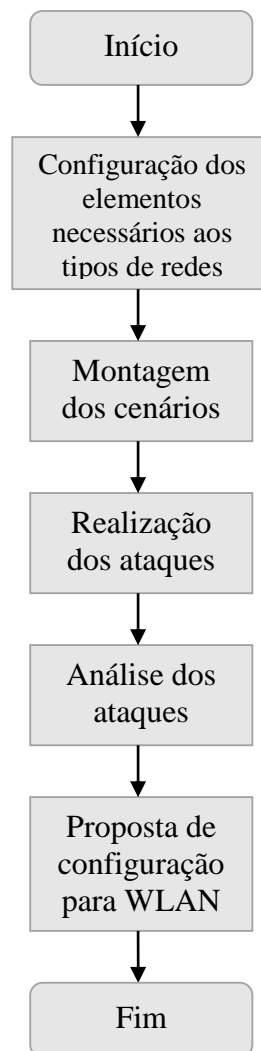 Início
Configuração dos
elementos
necessários aos
tipos de redes
Montagem
dos cenários
Realização
dos ataques
Análise dos
ataques
Proposta de
configuração
para WLAN
Fim